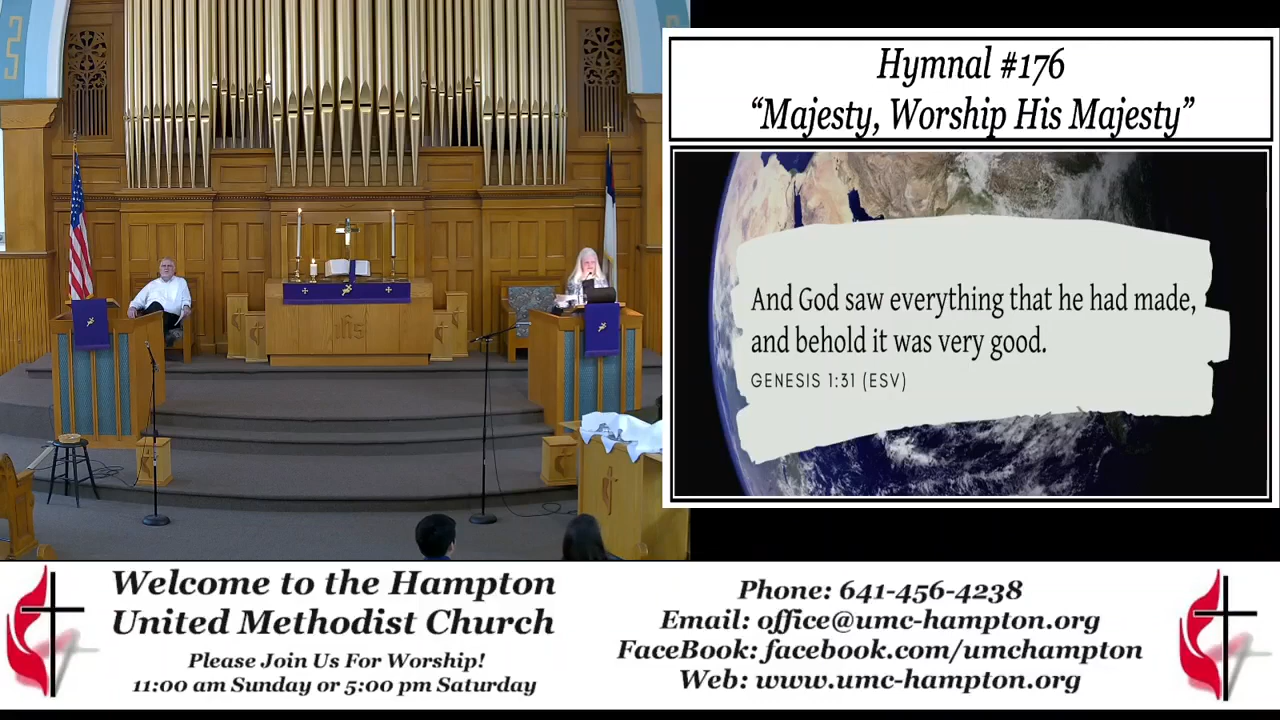 Hymnal #176
“Majesty, Worship His Majesty”
And God saw everything that he had made,
and behold it was very good.
GENESIS 1:31 (ESV)
ihs
Welcome to the Hampton
United Methodist Church
Please Join Us For Worship!
11:00 am Sunday or 5:00 pm Saturday
Phone: 641-456-4238
Email: office@umc-hampton.org
FaceBook: facebook.com/umchampton
Web: www.umc-hampton.org